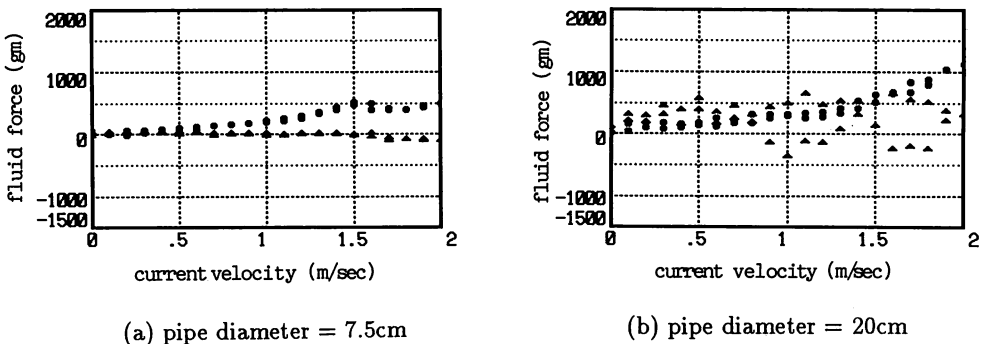 2000
1000
0
-1000
-1500
fluid force (gm)
0 .5 1 1.5 2
current velocity (m/sec)
(a) pipe diameter = 7.5cm
2000
1000
0
-1000
-1500
fluid force (gm)
0 .5 1 1.5 2
current velocity (m/sec)
(b) pipe diameter = 20cm